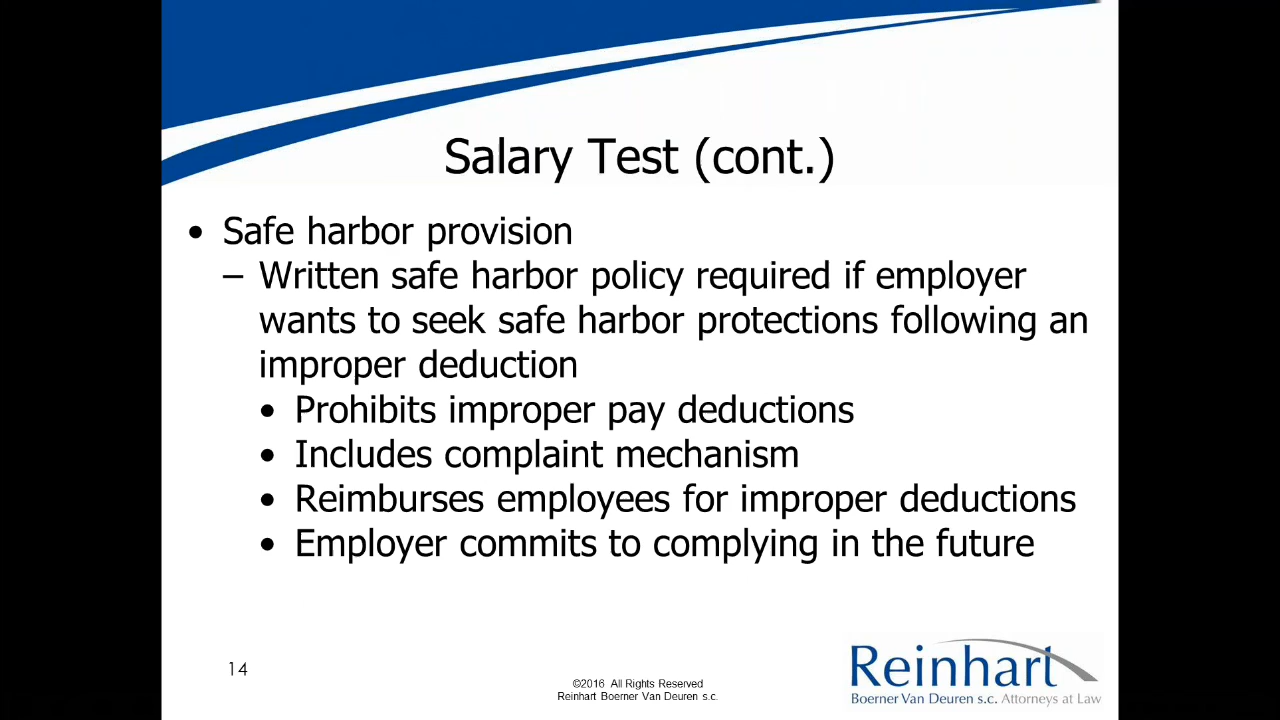 Salary Test (cont.)
• Safe harbor provision
– Written safe harbor policy required if employer
wants to seek safe harbor protections following an
improper deduction
• Prohibits improper pay deductions
• Includes complaint mechanism
• Reimburses employees for improper deductions
• Employer commits to complying in the future
14
©2016 All Rights Reserved
Reinhart Boerner Van Deuren s.c.
Reinhart
Boerner Van Deuren s.c. Attorneys at Law